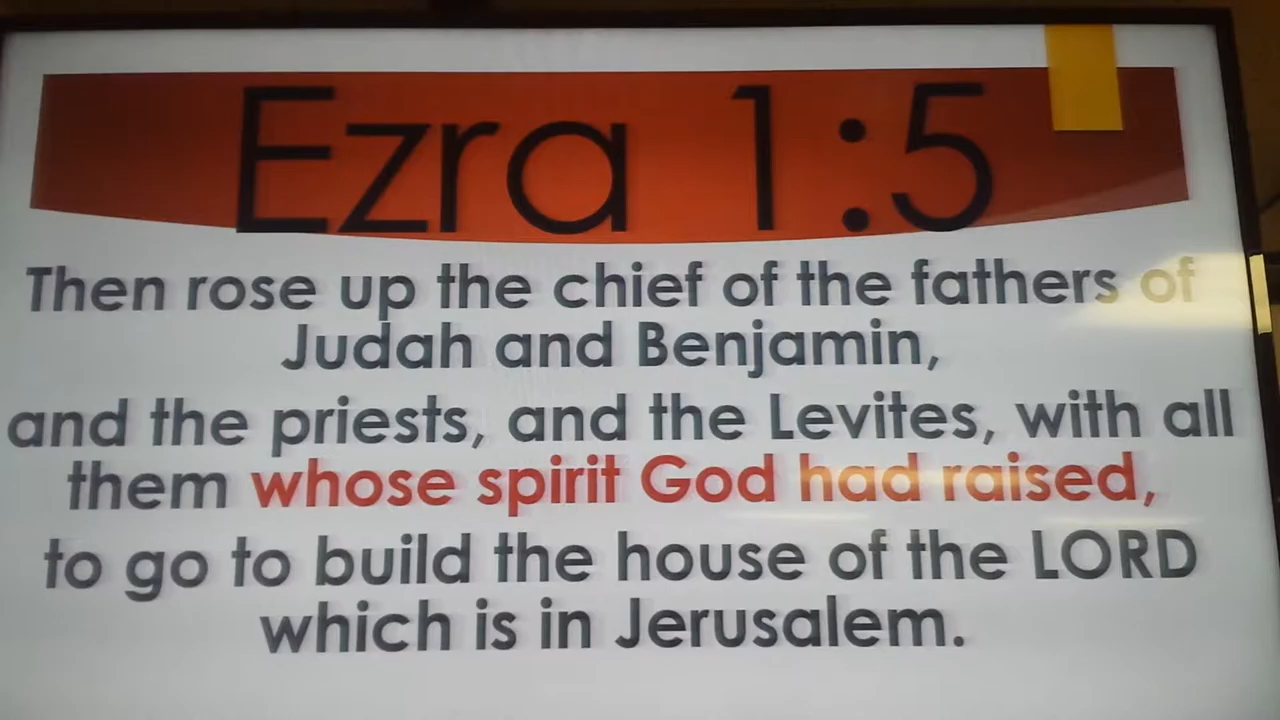 Ezra 1:5
Then rose up the chief of the fathers of
Judah and Benjamin,
and the priests, and the Levites, with all
them whose spirit God had raised,
to go to build the house of the LORD
which is in Jerusalem.